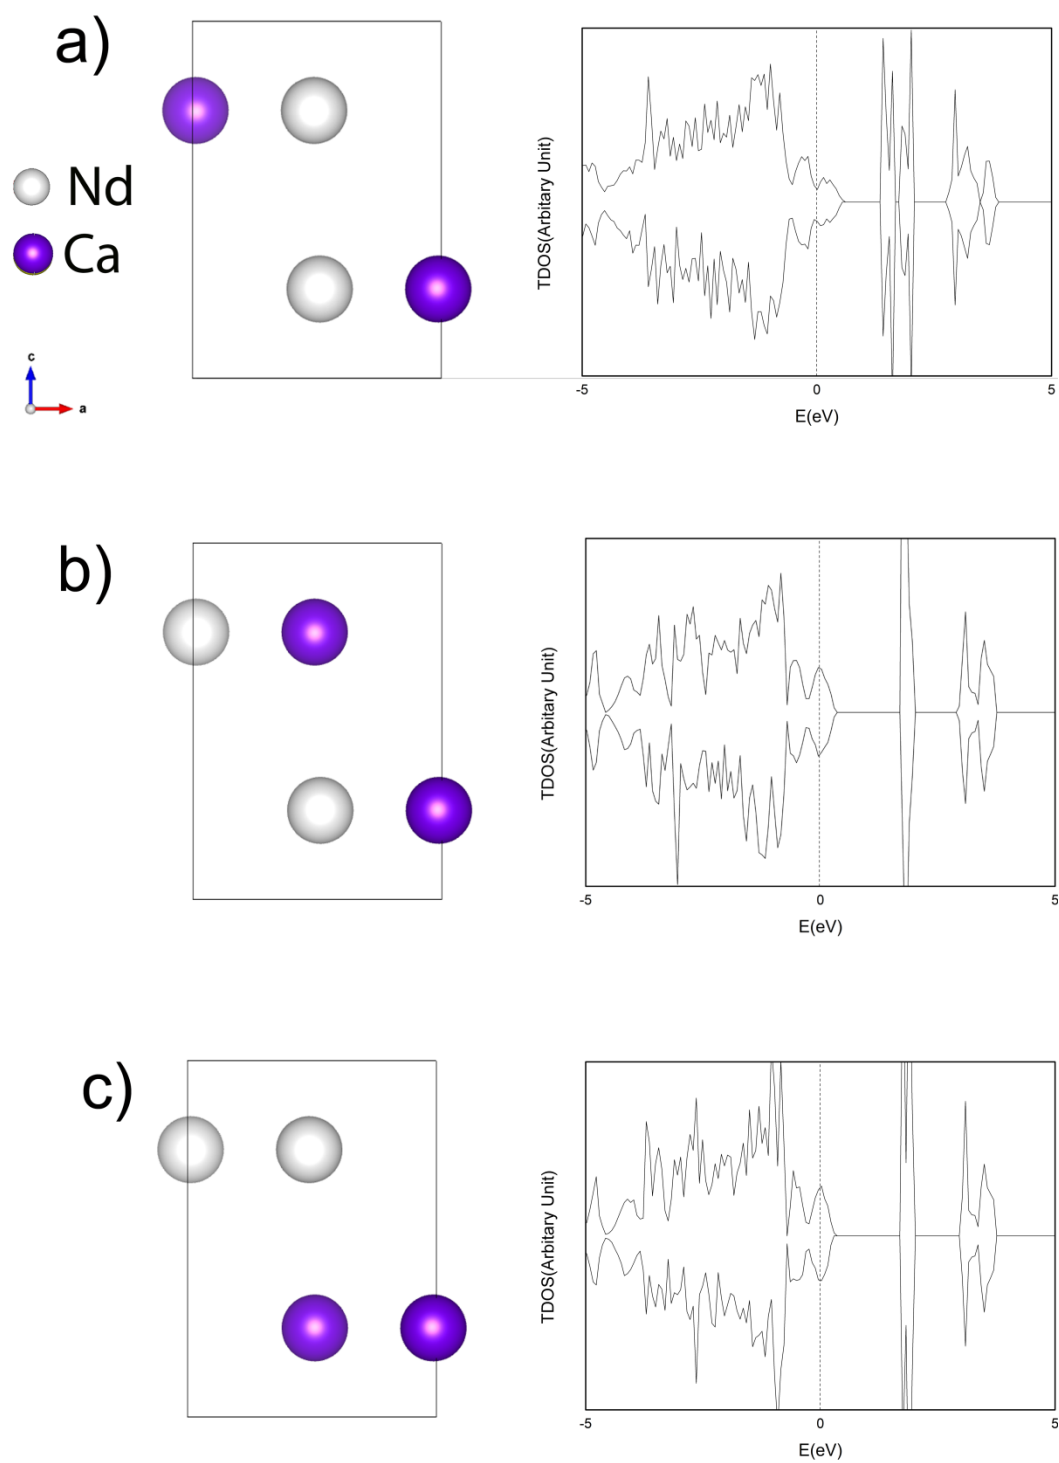 a)
Nd
Ca
c
a
TDOS(Arbitary Unit)
-5 0 5
E(eV)
b)
TDOS(Arbitary Unit)
-5 0 5
E(eV)
c)
TDOS(Arbitary Unit)
-5 0 5
E(eV)